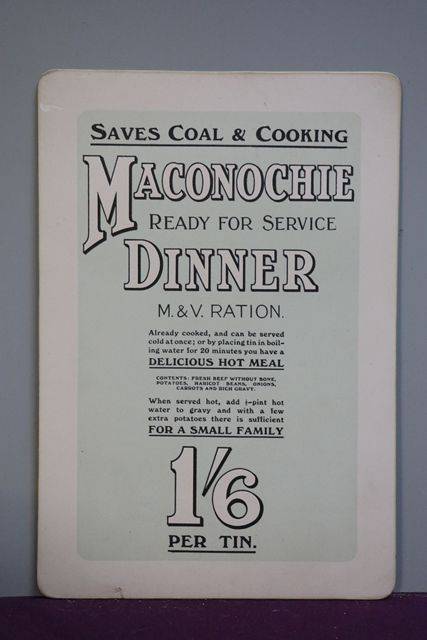 SAVES COAL & COOKING
MACONOCHIE
READY FOR SERVICE
DINNER
M. & V. RATION.
Already cooked, and can be served
cold at once; or by placing tin in boil-
ing water for 20 minutes you have a
DELICIOUS HOT MEAL
CONTENTS: FRESH BEEF WITHOUT BONE,
POTATOES, HARICOT BEANS, ONIONS,
CARROTS AND RICH GRAVY.
When served hot, add ½-pint hot
water to gravy and with a few
extra potatoes there is sufficient
FOR A SMALL FAMILY
1/6
PER TIN.